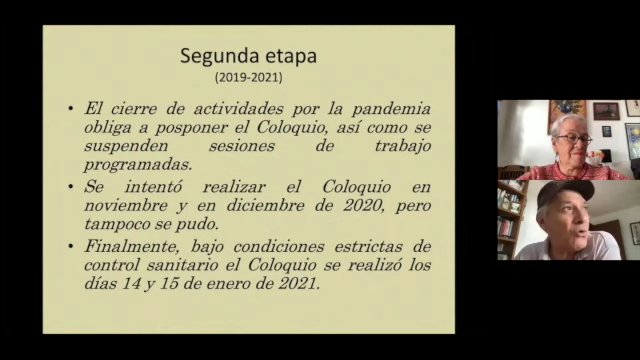 Segunda etapa
(2019-2021)
• El cierre de actividades por la pandemia
obliga a posponer el Coloquio, así como se
suspenden sesiones de trabajo
programadas.
• Se intentó realizar el Coloquio en
noviembre y en diciembre de 2020, pero
tampoco se pudo.
• Finalmente, bajo condiciones estrictas de
control sanitario el Coloquio se realizó los
días 14 y 15 de enero de 2021.